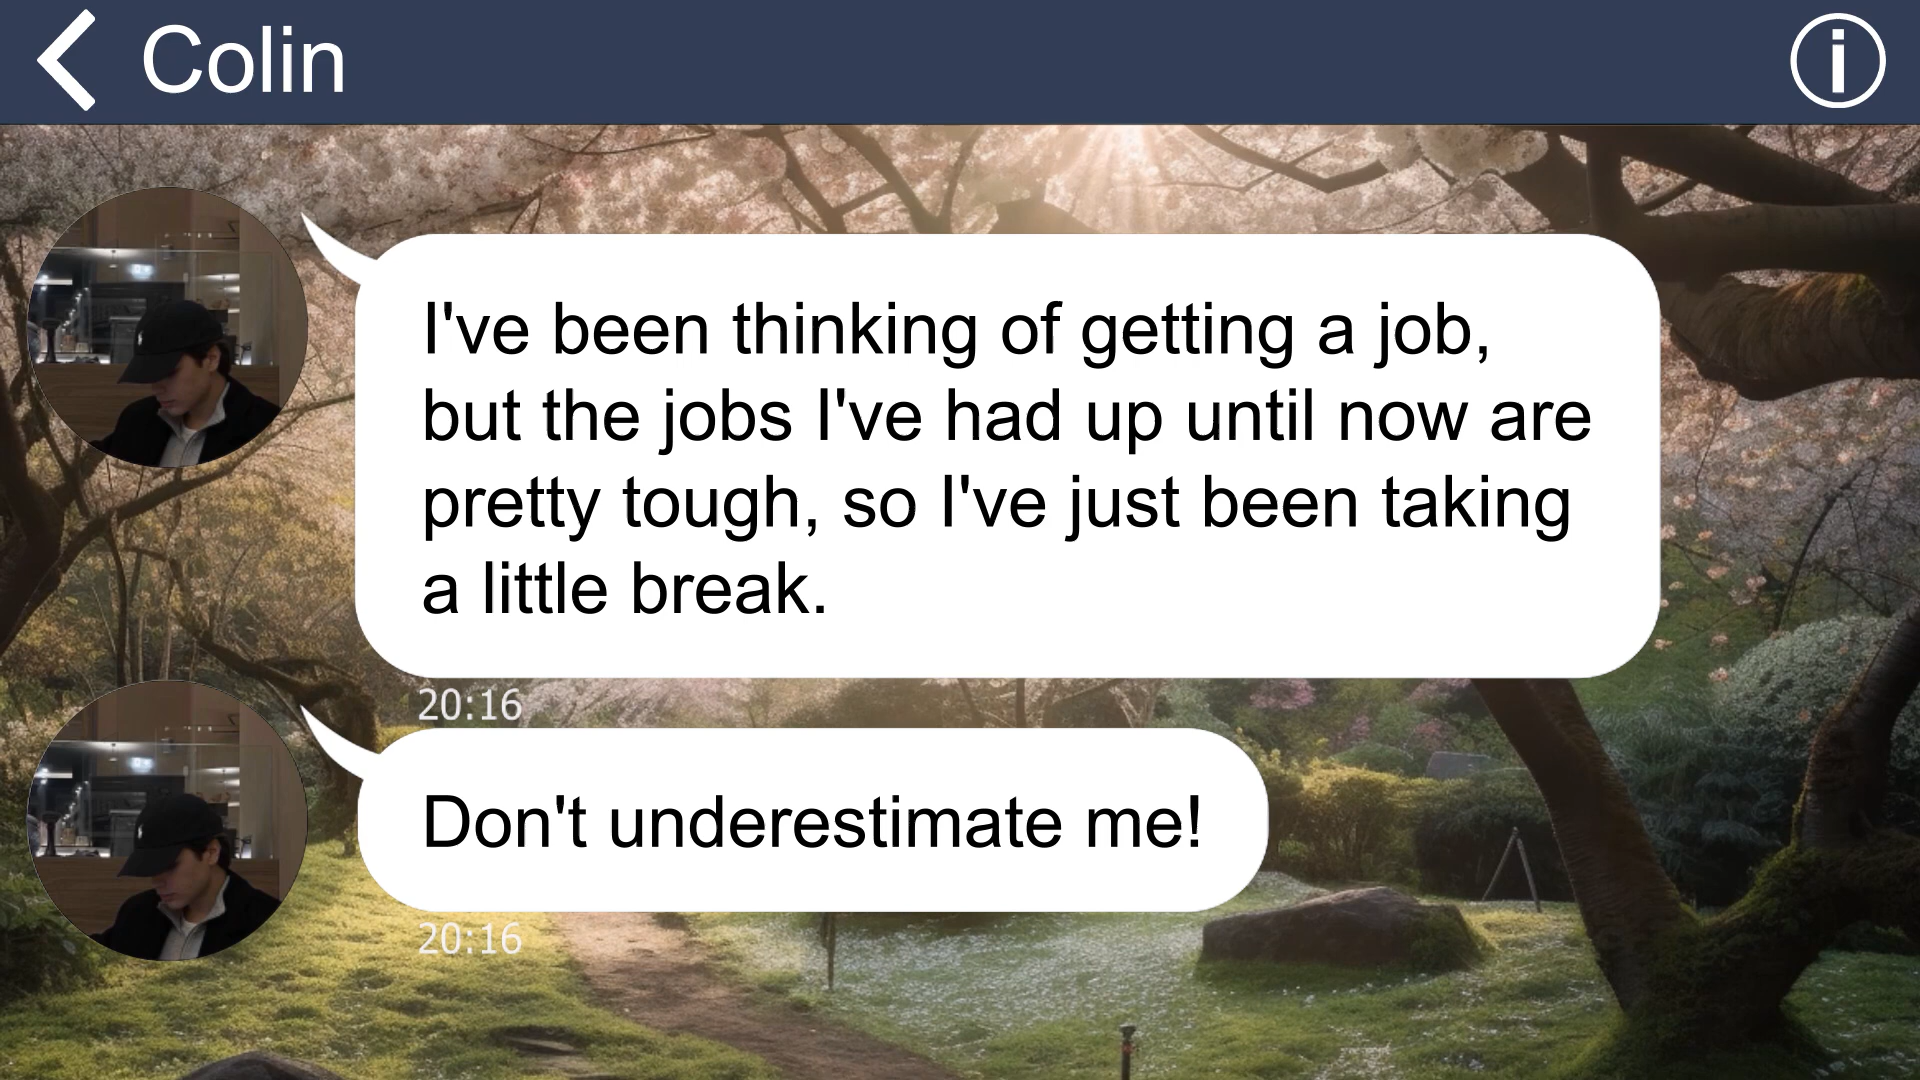 Colin
I've been thinking of getting a job,
but the jobs I've had up until now are
pretty tough, so I've just been taking
a little break.
20:16
Don't underestimate me!
20:16